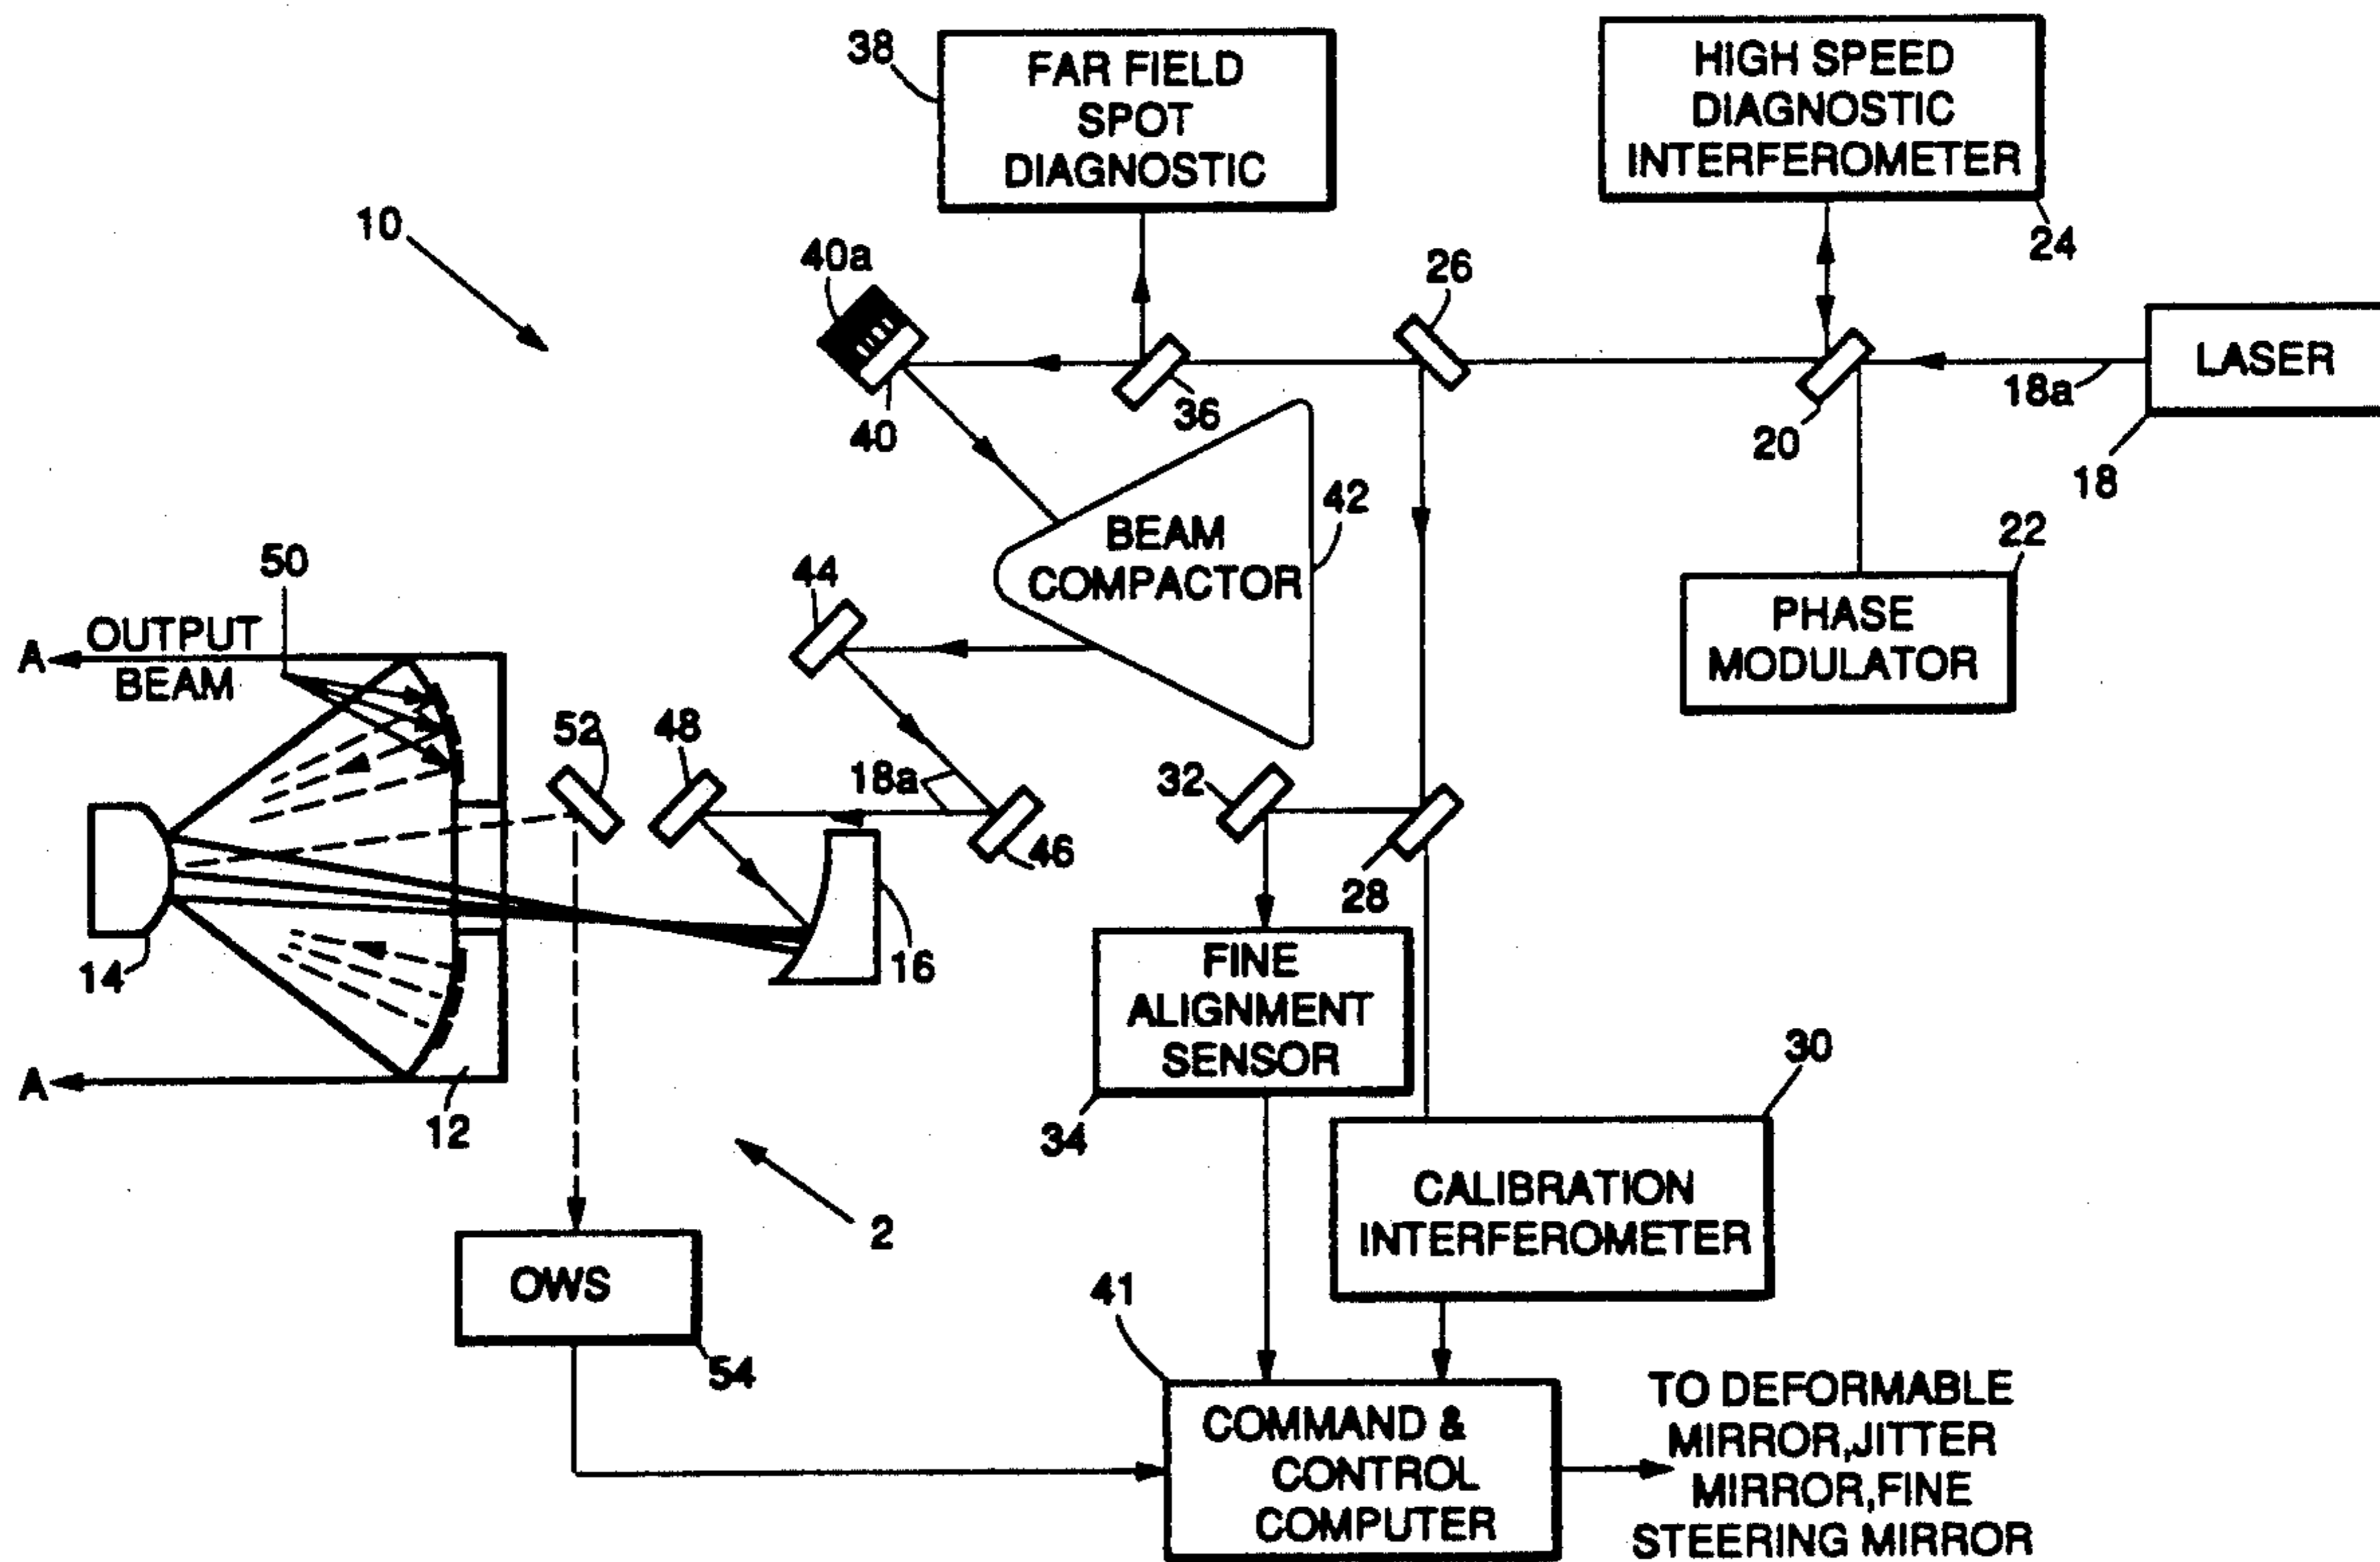 38
FAR FIELD
SPOT
DIAGNOSTIC
HIGH SPEED
DIAGNOSTIC
INTERFEROMETER
24
10
40a
26
40
36
20
18a
LASER
18
42
BEAM
COMPACTOR
22
PHASE
MODULATOR
50
44
A
OUTPUT
BEAM
52
48
18a
46
32
28
14
16
FINE
ALIGNMENT
SENSOR
34
30
A
12
CALIBRATION
INTERFEROMETER
2
OWS
54
41
COMMAND &
CONTROL
COMPUTER
TO DEFORMABLE
MIRROR,JITTER
MIRROR,FINE
STEERING MIRROR